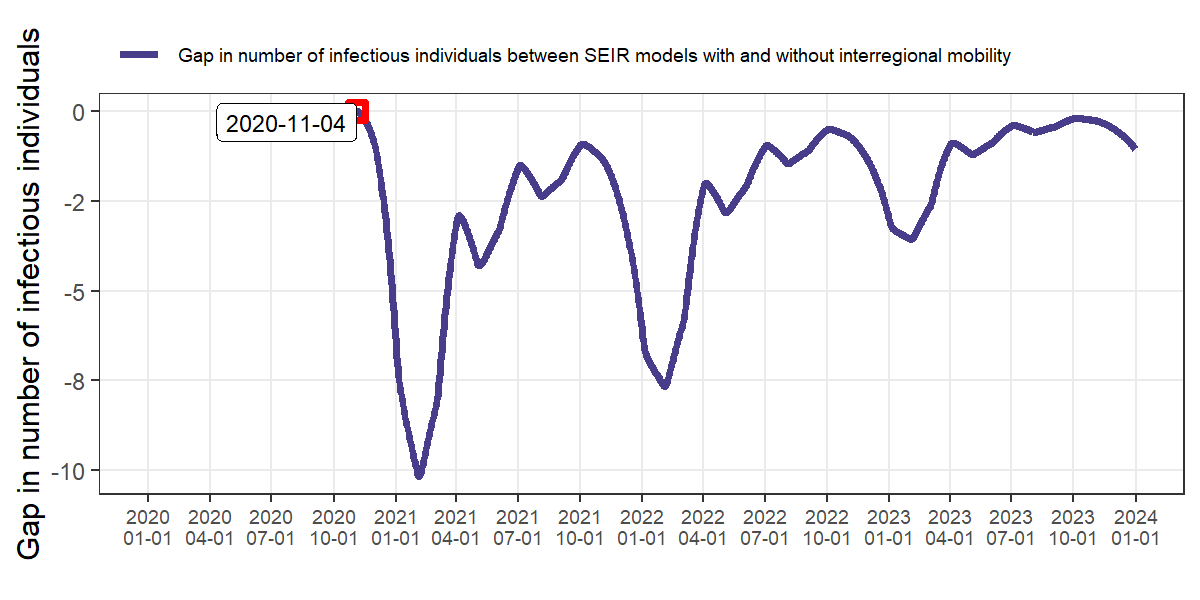 Gap in number of infectious individuals between SEIR models with and without interregional mobility
Gap in number of infectious individuals
0
-2
-5
-8
-10
2020-11-04
2020 2020 2020 2020 2021 2021 2021 2021 2022 2022 2022 2022 2023 2023 2023 2023 2024
01-01 04-01 07-01 10-01 01-01 04-01 07-01 10-01 01-01 04-01 07-01 10-01 01-01 04-01 07-01 10-01 01-01